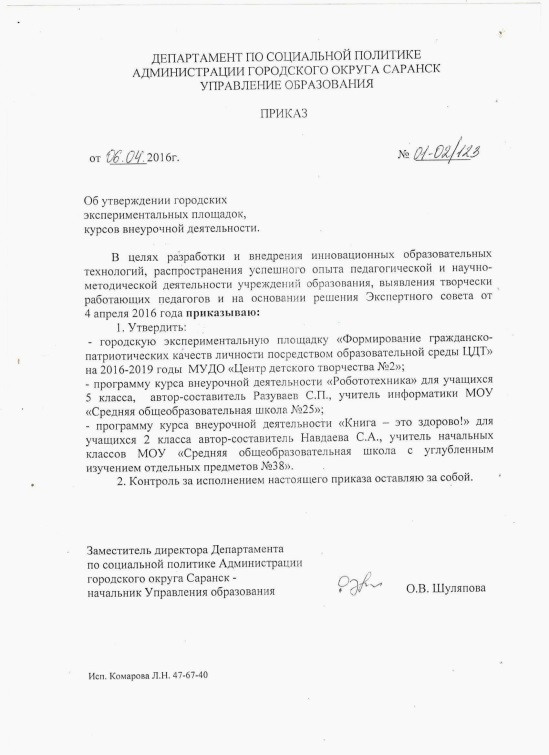 ДЕПАРТАМЕНТ ПО СОЦИАЛЬНОЙ ПОЛИТИКЕ
АДМИНИСТРАЦИИ ГОРОДСКОГО ОКРУГА САРАНСК
УПРАВЛЕНИЕ ОБРАЗОВАНИЯ
ПРИКАЗ
от 06.04.2016г. № 01-02/123
Об утверждении городских
экспериментальных площадок,
курсов внеурочной деятельности.
В целях разработки и внедрения инновационных образовательных
технологий, распространения успешного опыта педагогической и научно-
методической деятельности учреждений образования, выявления творчески
работающих педагогов и на основании решения Экспертного совета от
4 апреля 2016 года приказываю:
1. Утвердить:
- городскую экспериментальную площадку «Формирование гражданско-
патриотических качеств личности посредством образовательной среды ЦДТ»
на 2016-2019 годы МУДО «Центр детского творчества №2»;
- программу курса внеурочной деятельности «Робототехника» для учащихся
5 класса, автор-составитель Разуваев С.П., учитель информатики МОУ
«Средняя общеобразовательная школа №25»;
- программу курса внеурочной деятельности «Книга – это здорово!» для
учащихся 2 класса автор-составитель Навдаева С.А., учитель начальных
классов МОУ «Средняя общеобразовательная школа с углубленным
изучением отдельных предметов №38».
2. Контроль за исполнением настоящего приказа оставляю за собой.
Заместитель директора Департамента
по социальной политике Администрации
городского округа Саранск -
начальник Управления образования О.В. Шуляпова
Исп. Комарова Л.Н. 47-67-40